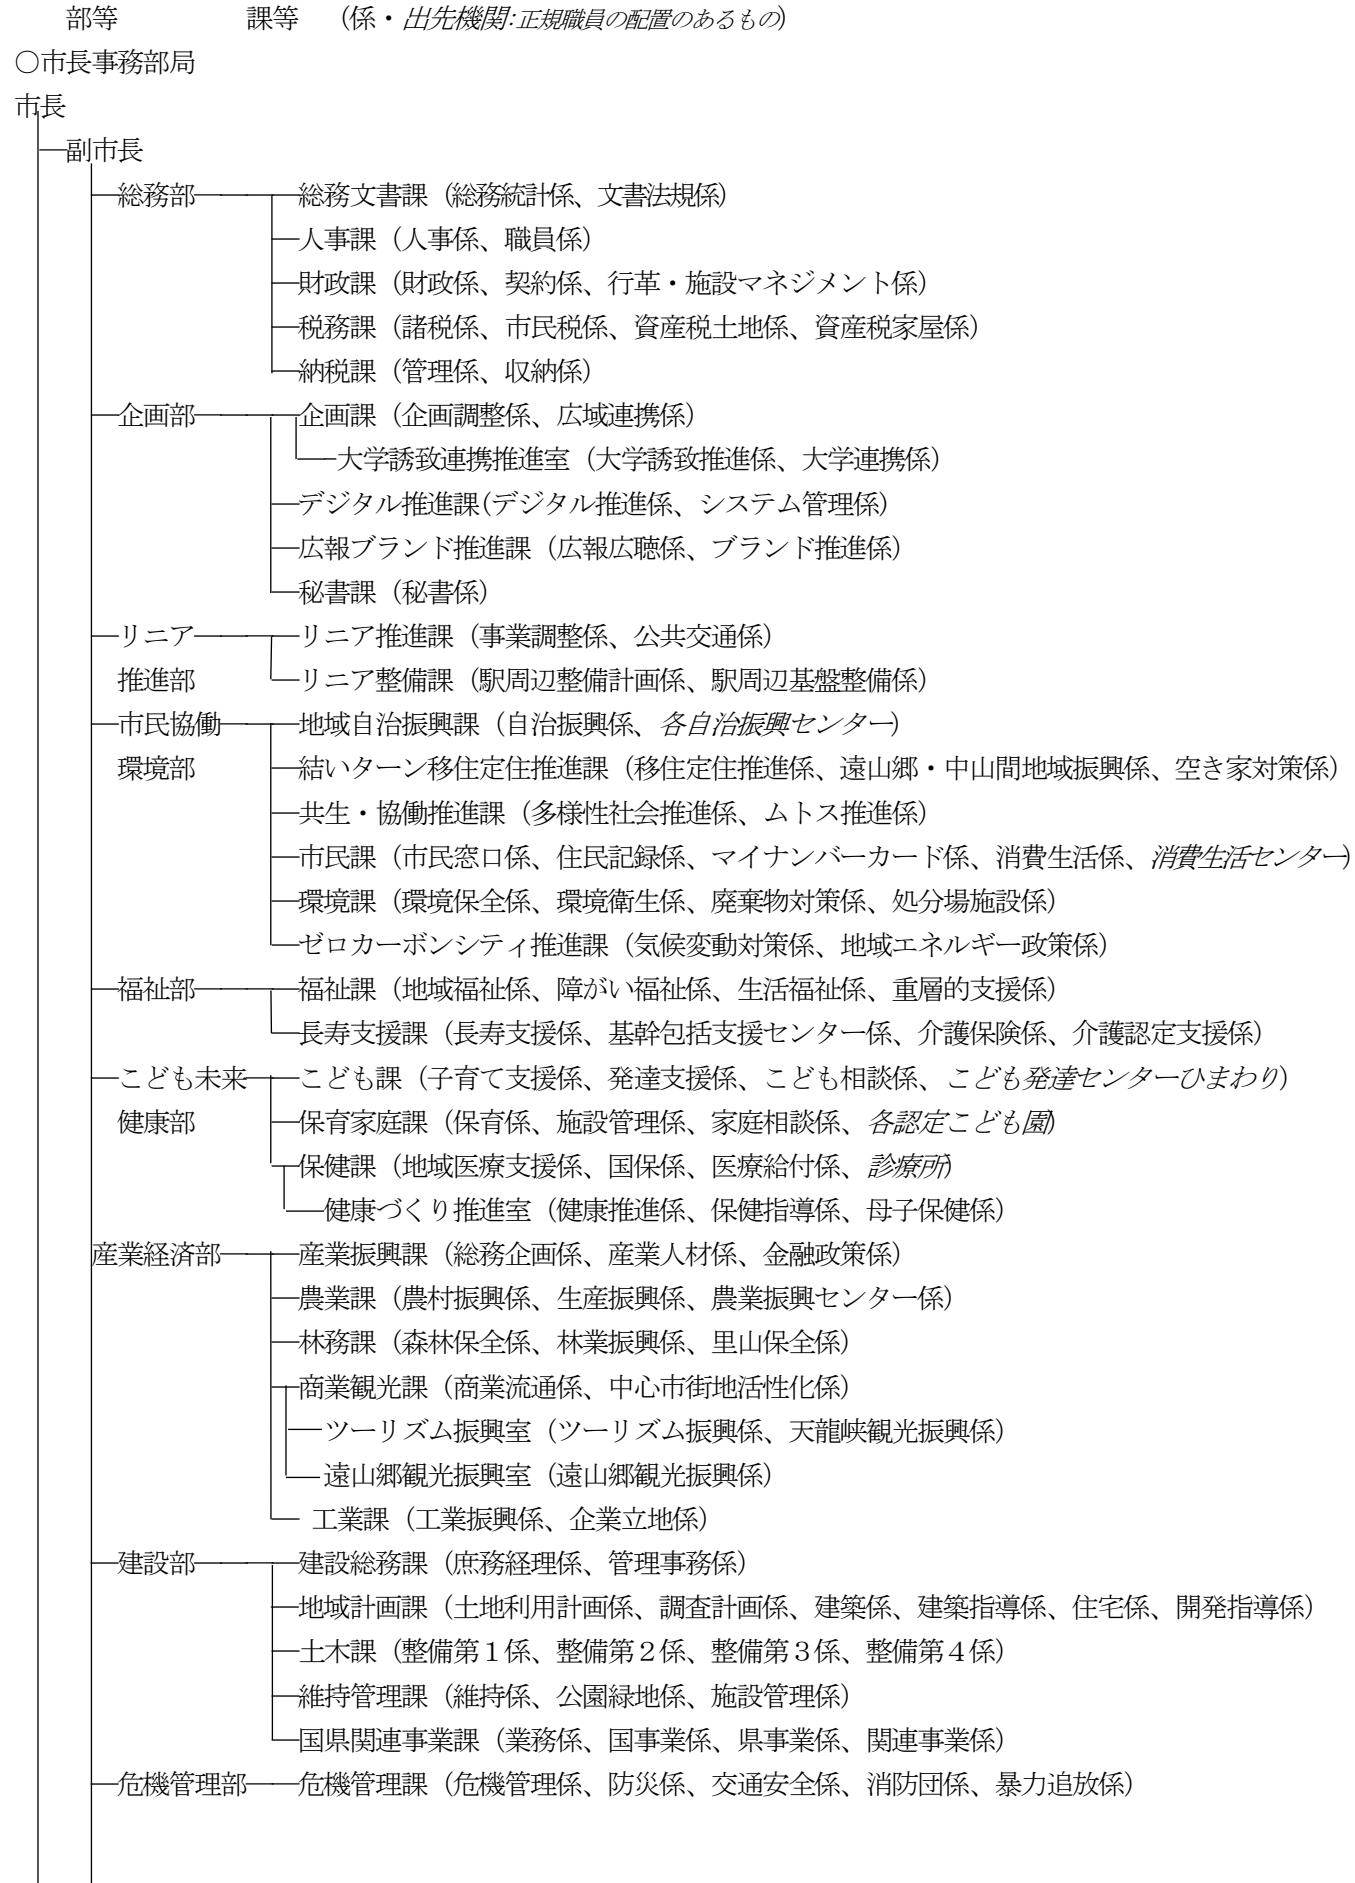 部等　課等　（係・出先機関:正規職員の配置のあるもの）
○市長事務部局
市長
副市長
総務部　総務文書課（総務統計係、文書法規係）
人事課（人事係、職員係）
財政課（財政係、契約係、行革・施設マネジメント係）
税務課（諸税係、市民税係、資産税土地係、資産税家屋係）
納税課（管理係、収納係）
企画部　企画課（企画調整係、広域連携係）
大学誘致連携推進室（大学誘致推進係、大学連携係）
デジタル推進課(デジタル推進係、システム管理係）
広報ブランド推進課（広報広聴係、ブランド推進係）
秘書課（秘書係）
リニア　リニア推進課（事業調整係、公共交通係）
推進部　リニア整備課（駅周辺整備計画係、駅周辺基盤整備係）
市民協働　地域自治振興課（自治振興係、各自治振興センター）
環境部　結いターン移住定住推進課（移住定住推進係、遠山郷・中山間地域振興係、空き家対策係）
共生・協働推進課（多様性社会推進係、ムトス推進係）
市民課（市民窓口係、住民記録係、マイナンバーカード係、消費生活係、消費生活センター）
環境課（環境保全係、環境衛生係、廃棄物対策係、処分場施設係）
ゼロカーボンシティ推進課（気候変動対策係、地域エネルギー政策係）
福祉部　福祉課（地域福祉係、障がい福祉係、生活福祉係、重層的支援係）
長寿支援課（長寿支援係、基幹包括支援センター係、介護保険係、介護認定支援係）
こども未来　こども課（子育て支援係、発達支援係、こども相談係、こども発達センターひまわり）
健康部　保育家庭課（保育係、施設管理係、家庭相談係、各認定こども園）
保健課（地域医療支援係、国保係、医療給付係、診療所）
健康づくり推進室（健康推進係、保健指導係、母子保健係）
産業経済部　産業振興課（総務企画係、産業人材係、金融政策係）
農業課（農村振興係、生産振興係、農業振興センター係）
林務課（森林保全係、林業振興係、里山保全係）
商業観光課（商業流通係、中心市街地活性化係）
ツーリズム振興室（ツーリズム振興係、天龍峡観光振興係）
遠山郷観光振興室（遠山郷観光振興係）
工業課（工業振興係、企業立地係）
建設部　建設総務課（庶務経理係、管理事務係）
地域計画課（土地利用計画係、調査計画係、建築係、建築指導係、住宅係、開発指導係）
土木課（整備第１係、整備第２係、整備第３係、整備第４係）
維持管理課（維持係、公園緑地係、施設管理係）
国県関連事業課（業務係、国事業係、県事業係、関連事業係）
危機管理部　危機管理課（危機管理係、防災係、交通安全係、消防団係、暴力追放係）